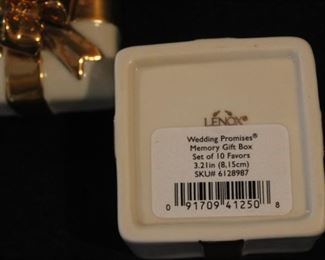 LENOX®
Wedding Promises®
Memory Gift Box
Set of 10 Favors
3.21in (8.15cm)
SKU# 6128987
0 91709 41250 8